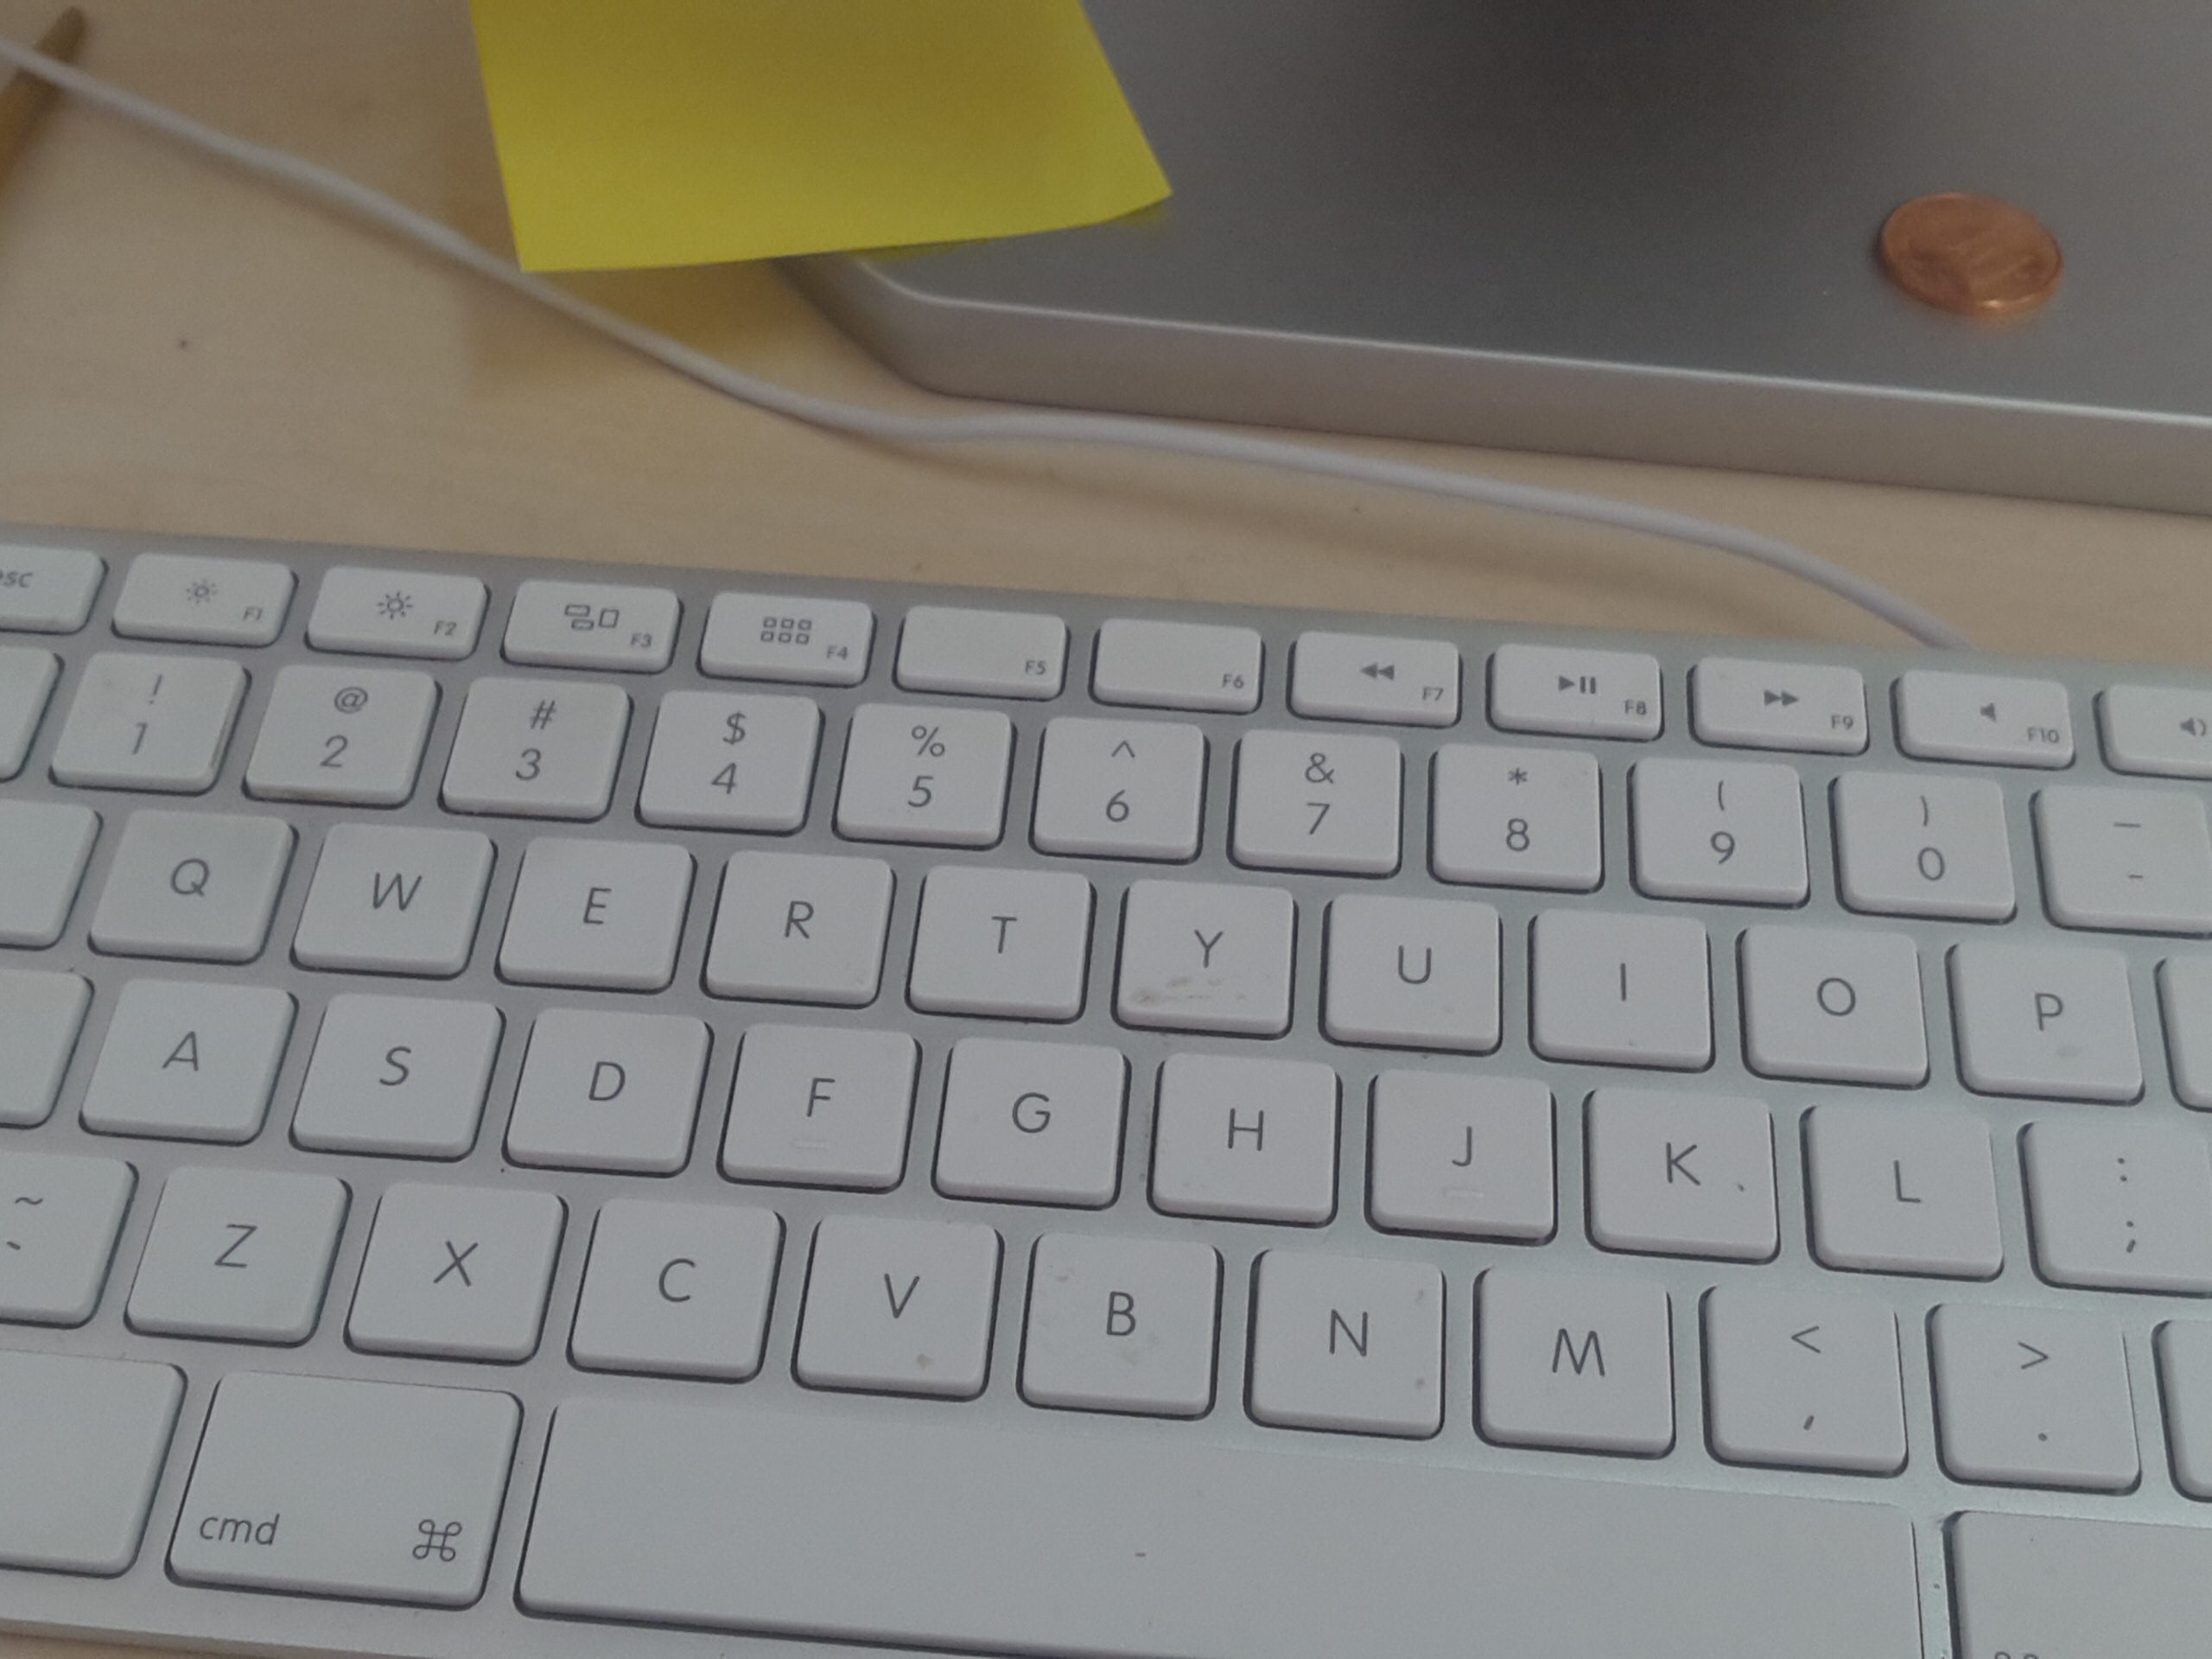 esc F1 F2 F3 F4 F5 F6 F7 F8 F9 F10
! @ # $ % ^ & * ( ) —
1 2 3 4 5 6 7 8 9 0 -
Q W E R T Y U I O P
A S D F G H J K L : ;
~ Z X C V B N M < , > .
cmd ⌘